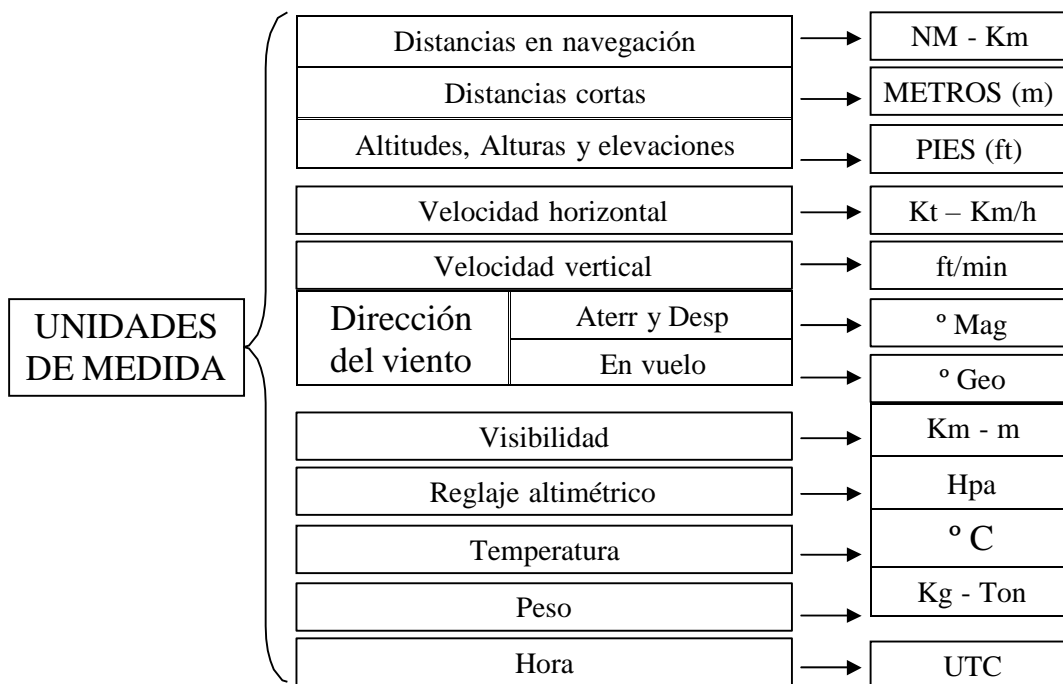 Distancias en navegación
NM - Km
Distancias cortas
METROS (m)
Altitudes, Alturas y elevaciones
PIES (ft)
Velocidad horizontal
Kt – Km/h
Velocidad vertical
ft/min
UNIDADES
DE MEDIDA
Dirección
del viento
Aterr y Desp
º Mag
En vuelo
º Geo
Visibilidad
Km - m
Reglaje altimétrico
Hpa
Temperatura
º C
Peso
Kg - Ton
Hora
UTC